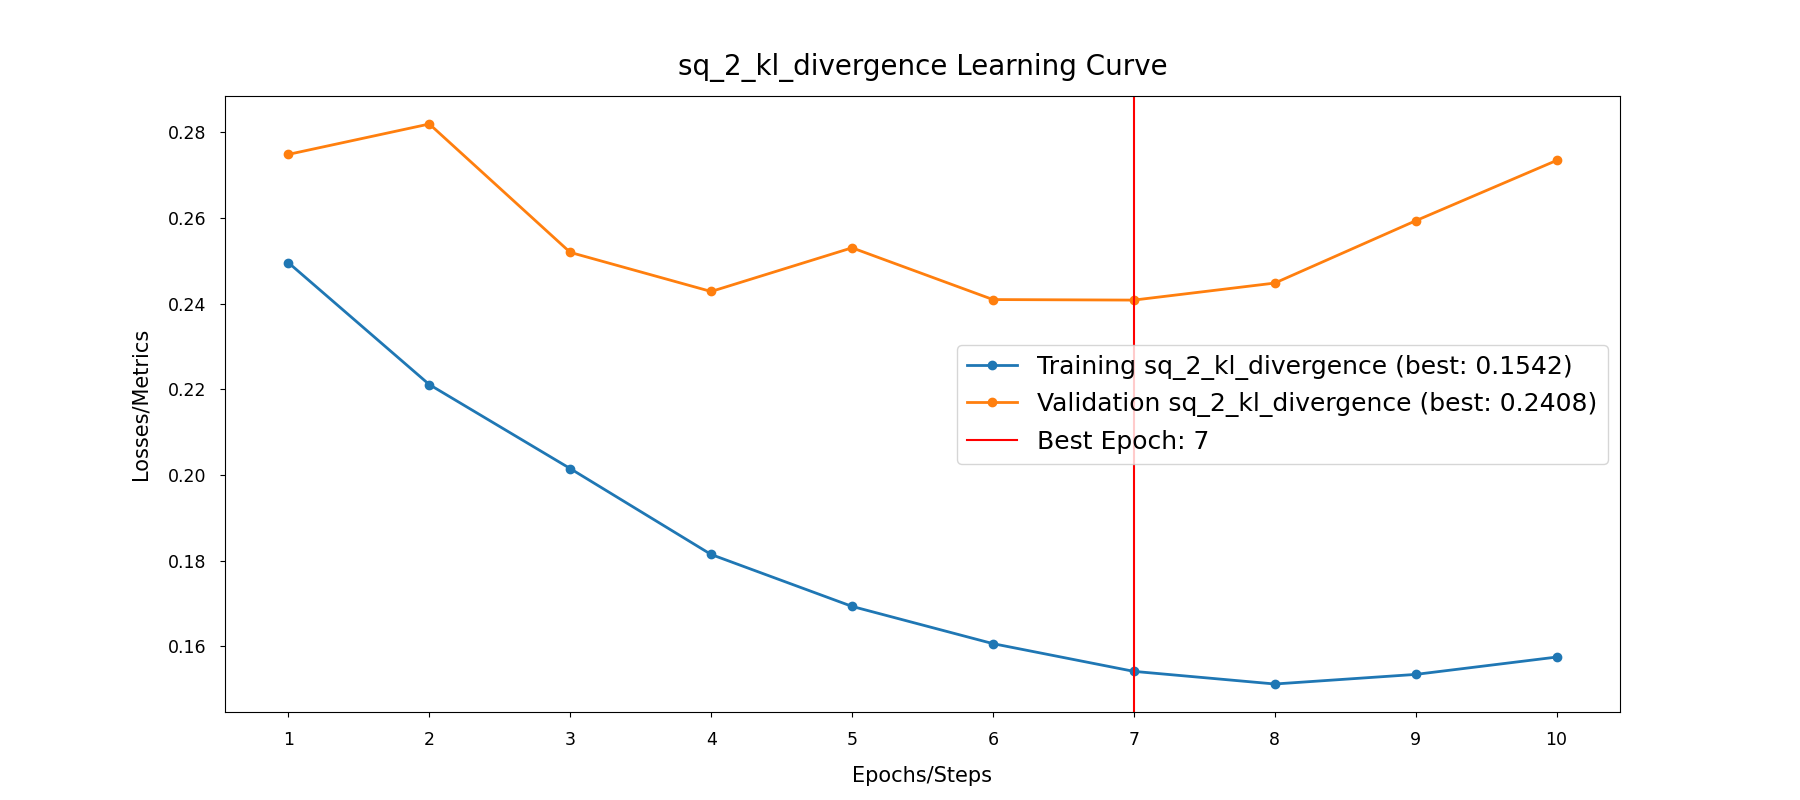 sq_2_kl_divergence Learning Curve
0.28
0.26
0.24
0.22
0.20
0.18
0.16
Losses/Metrics
Training sq_2_kl_divergence (best: 0.1542)
Validation sq_2_kl_divergence (best: 0.2408)
Best Epoch: 7
1 2 3 4 5 6 7 8 9 10
Epochs/Steps